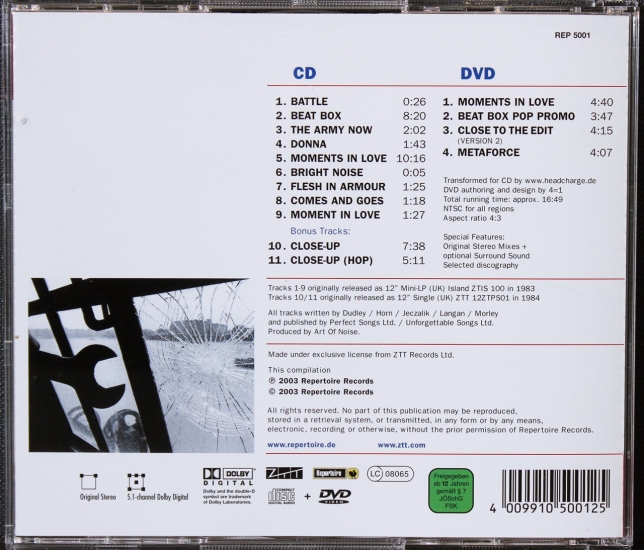 REP 5001
CD
1. BATTLE 0:26
2. BEAT BOX 8:20
3. THE ARMY NOW 2:02
4. DONNA 1:43
5. MOMENTS IN LOVE 10:16
6. BRIGHT NOISE 0:05
7. FLESH IN ARMOUR 1:25
8. COMES AND GOES 1:18
9. MOMENT IN LOVE 1:27
Bonus Tracks:
10. CLOSE-UP 7:38
11. CLOSE-UP (HOP) 5:11
DVD
1. MOMENTS IN LOVE 4:40
2. BEAT BOX POP PROMO 3:47
3. CLOSE TO THE EDIT 4:15
(VERSION 2)
4. METAFORCE 4:07
Transformed for CD by www.headcharge.de
DVD authoring and design by 4=1
Total running time: approx. 16:49
NTSC for all regions
Aspect ratio 4:3
Special Features:
Original Stereo Mixes +
optional Surround Sound
Selected discography
Tracks 1-9 originally released as 12" Mini-LP (UK) Island ZTIS 100 in 1983
Tracks 10/11 originally released as 12" Single (UK) ZTT 12ZTPS01 in 1984
All tracks written by Dudley / Horn / Jeczalik / Langan / Morley
and published by Perfect Songs Ltd. / Unforgettable Songs Ltd.
Produced by Art Of Noise.
Made under exclusive license from ZTT Records Ltd.
This compilation
℗ 2003 Repertoire Records
© 2003 Repertoire Records
All rights reserved. No part of this publication may be reproduced,
stored in a retrieval system, or transmitted, in any form or by any means,
electronic, recording or otherwise, without the prior permission of Repertoire Records.
www.repertoire.de www.ztt.com
Original Stereo
5.1-channel Dolby Digital
DOLBY
DIGITAL
Dolby and the double-D
symbol are trademark
of Dolby Laboratories.
ZTT
Repertoire
LC 08065
COMPACT
disc
DIGITAL AUDIO
+
DVD
VIDEO
Freigegeben
ab 12 Jahren
gemäß § 7
JÖSchG
FSK
4 009910 500125